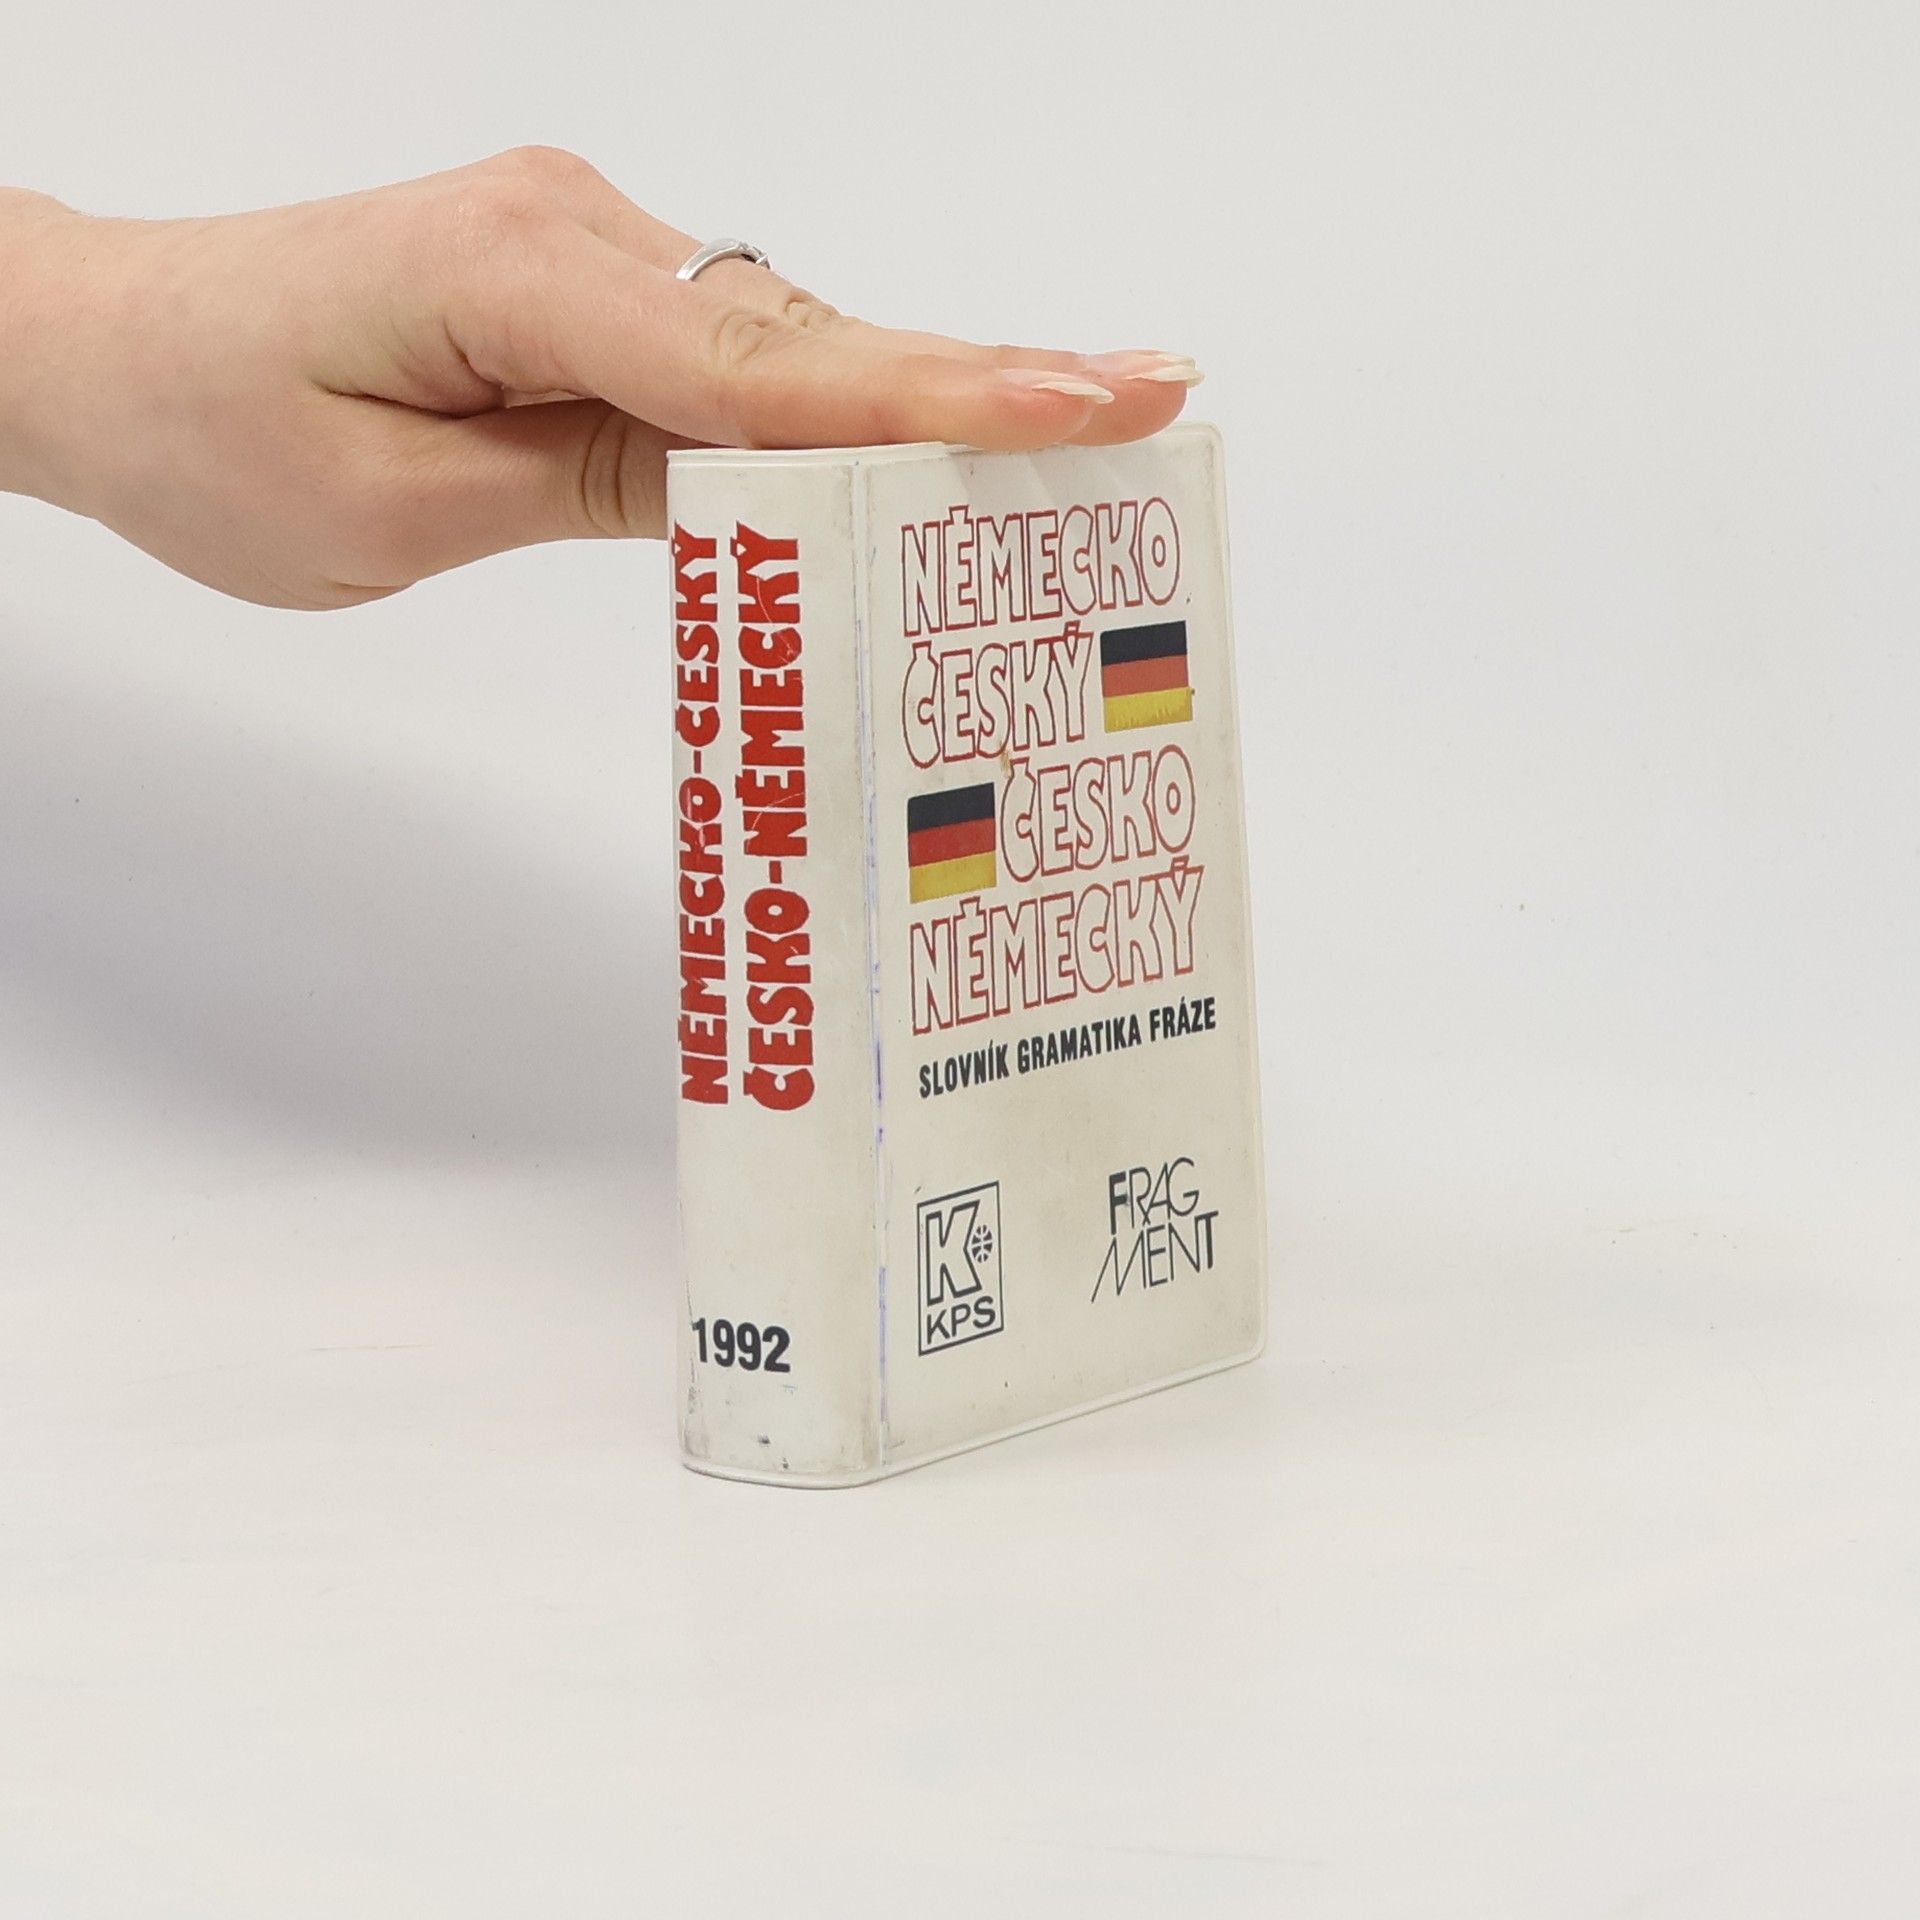 NĚMECKO-ČESKÝ
ČESKO-NĚMECKÝ
1992
NĚMECKO
ČESKÝ
ČESKO
NĚMECKÝ
SLOVNÍK GRAMATIKA FRÁZE
K
KPS
FRAG
MENT